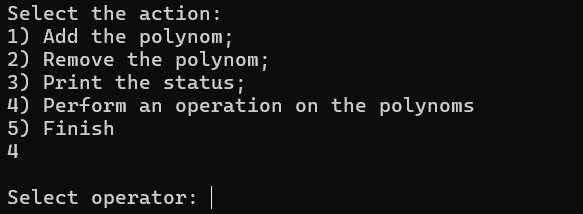 Select the action:
1) Add the polynom;
2) Remove the polynom;
3) Print the status;
4) Perform an operation on the polynoms
5) Finish
4
Select operator: